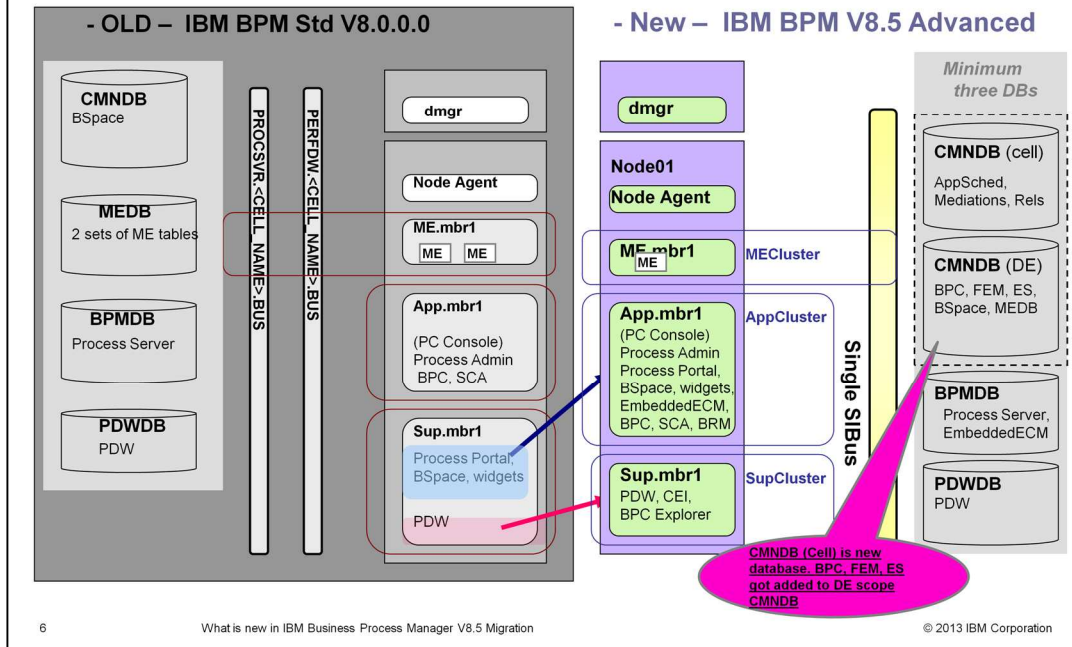 - OLD – IBM BPM Std V8.0.0.0
CMNDB
BSpace
MEDB
2 sets of ME tables
BPMDB
Process Server
PDWDB
PDW
PROCSVR.<CELL_NAME>.BUS
PERFDW.<CELL_NAME>.BUS
dmgr
Node Agent
ME.mbr1
ME ME
App.mbr1
(PC Console)
Process Admin
BPC, SCA
Sup.mbr1
Process Portal,
BSpace, widgets
PDW
- New – IBM BPM V8.5 Advanced
dmgr
Node01
Node Agent
ME.mbr1
ME
MECluster
App.mbr1
(PC Console)
Process Admin
Process Portal,
BSpace, widgets,
EmbeddedECM,
BPC, SCA, BRM
AppCluster
Sup.mbr1
PDW, CEI,
BPC Explorer
SupCluster
Single SIBus
Minimum
three DBs
CMNDB (cell)
AppSched,
Mediations, Rels
CMNDB (DE)
BPC, FEM, ES,
BSpace, MEDB
BPMDB
Process Server,
EmbeddedECM
PDWDB
PDW
CMNDB (Cell) is new
database. BPC, FEM, ES
got added to DE scope
CMNDB
6
What is new in IBM Business Process Manager V8.5 Migration
© 2013 IBM Corporation